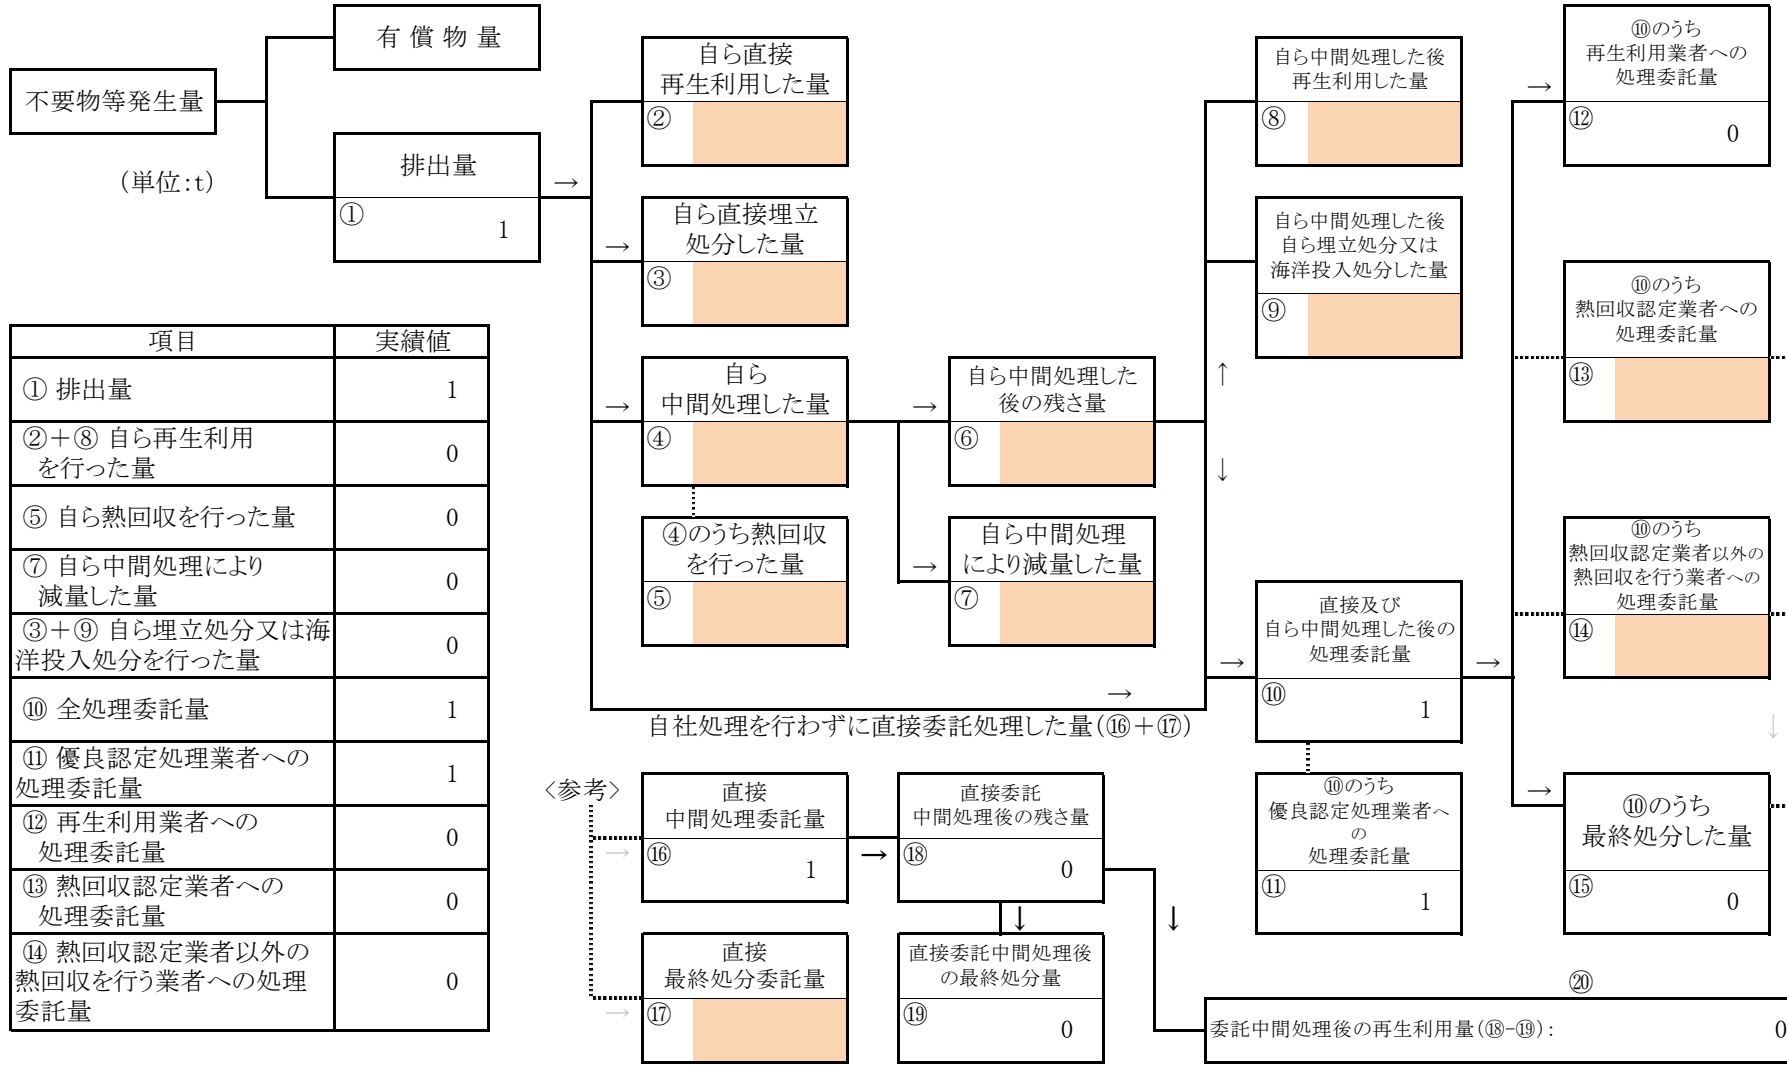 不要物等発生量
有償物量
(単位:t)
排出量
①
1
→
自ら直接
再生利用した量
②
→
自ら直接埋立
処分した量
③
→
自ら
中間処理した量
④
④のうち熱回収
を行った量
⑤
→
自ら中間処理した
後の残さ量
⑥
→
自ら中間処理
により減量した量
⑦
↑
↓
自ら中間処理した後
再生利用した量
⑧
自ら中間処理した後
自ら埋立処分又は
海洋投入処分した量
⑨
→
自社処理を行わずに直接委託処理した量(⑯+⑰)
→
直接及び
自ら中間処理した後の
処理委託量
⑩
1
→
⑩のうち
優良認定処理業者へ
の
処理委託量
⑪
1
→
⑩のうち
再生利用業者への
処理委託量
⑫
0
⑩のうち
熱回収認定業者への
処理委託量
⑬
⑩のうち
熱回収認定業者以外の
熱回収を行う業者への
処理委託量
⑭
↓
→
⑩のうち
最終処分した量
⑮
0
項目 実績値
① 排出量 1
②+⑧ 自ら再生利用
を行った量 0
⑤ 自ら熱回収を行った量 0
⑦ 自ら中間処理により
減量した量 0
③+⑨ 自ら埋立処分又は海
洋投入処分を行った量 0
⑩ 全処理委託量 1
⑪ 優良認定処理業者への
処理委託量 1
⑫ 再生利用業者への
処理委託量 0
⑬ 熱回収認定業者への
処理委託量 0
⑭ 熱回収認定業者以外の
熱回収を行う業者への処理
委託量 0
<参考>
→
直接
中間処理委託量
⑯
1
→
直接委託
中間処理後の残さ量
⑱
0
↓
↓
→
直接
最終処分委託量
⑰
直接委託中間処理後
の最終処分量
⑲
0
⑳
委託中間処理後の再生利用量(⑱-⑲): 0